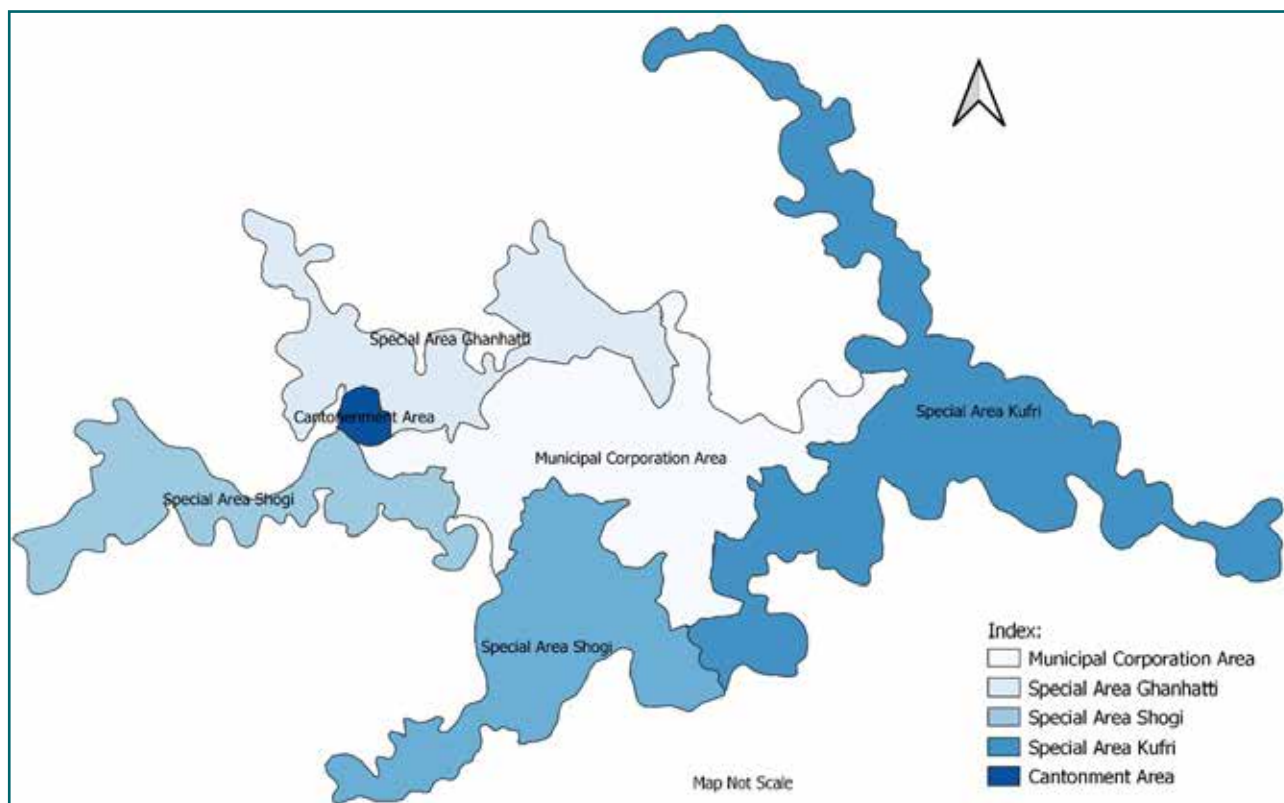 Special Area Ghanhatti
Cantonenment Area
Special Area Kufri
Municipal Corporation Area
Special Area Shogi
Special Area Shogi
Index:
Municipal Corporation Area
Special Area Ghanhatti
Special Area Shogi
Special Area Kufri
Cantonment Area
Map Not Scale